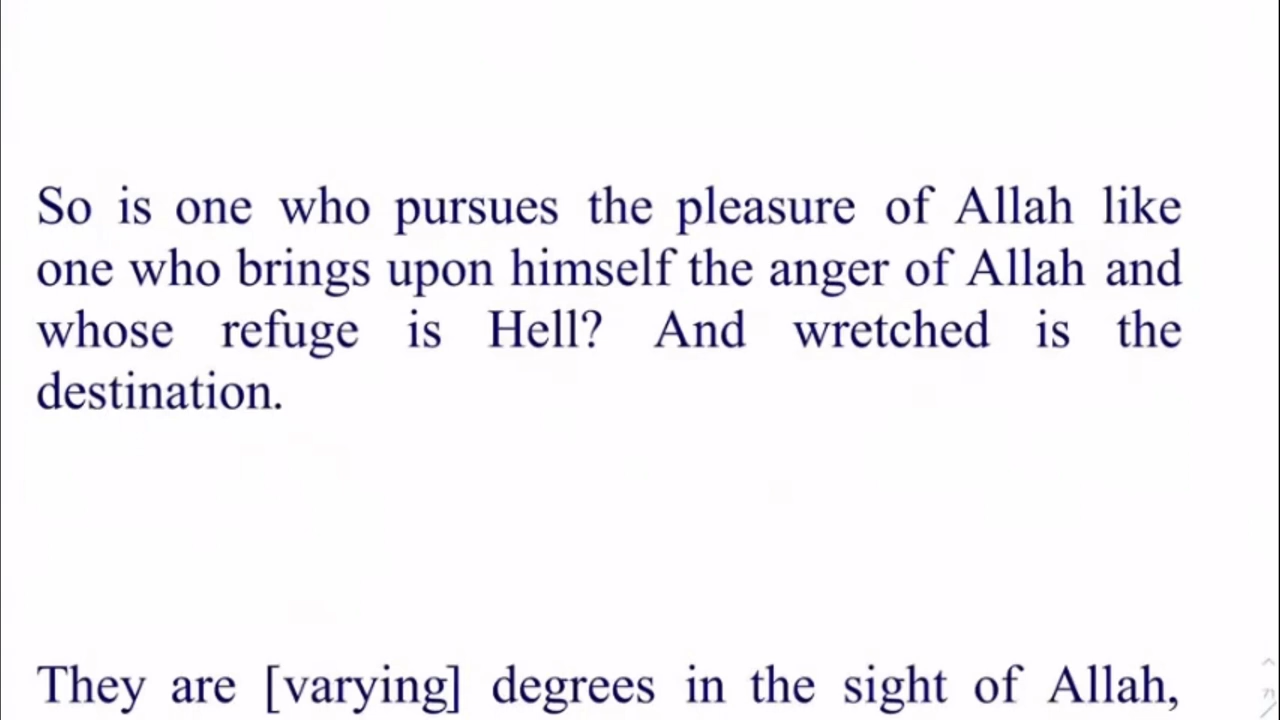 So is one who pursues the pleasure of Allah like
one who brings upon himself the anger of Allah and
whose refuge is Hell? And wretched is the
destination.
They are [varying] degrees in the sight of Allah,